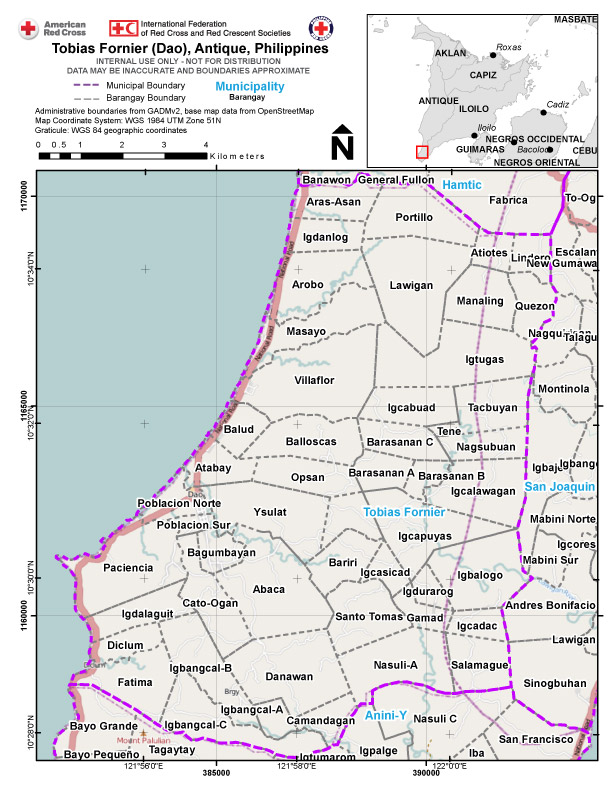 American
Red Cross
International Federation
of Red Cross and Red Crescent Societies
Tobias Fornier (Dao), Antique, Philippines
INTERNAL USE ONLY - NOT FOR DISTRIBUTION
DATA MAY BE INACCURATE AND BOUNDARIES APPROXIMATE
Municipal Boundary
Municipality
Barangay Boundary
Barangay
Administrative boundaries from GADMv2, base map data from OpenStreetMap
Map Coordinate System: WGS 1984 UTM Zone 51N
Graticule: WGS 84 geographic coordinates
0 0.5 1 2 3 4
Kilometers
N
MASBATE
Roxas
AKLAN
CAPIZ
ANTIQUE
ILOILO
Cadiz
Iloilo
NEGROS OCCIDENTAL
GUIMARAS
Bacolod
CEBU
NEGROS ORIENTAL
Banawon
General Fullon
Hamtic
Aras-Asan
Fabrica
To-Og
Portillo
Igdanlog
Atiotes
Lindero
Escalan
New Gumawa
Arobo
Lawigan
Manaling
Quezon
Masayo
Igtugas
Villaflor
Montinola
Igcabuad
Tacbuyan
Balud
Tene
Balloscas
Barasanan C
Nagsubuan
Atabay
Opsan
Barasanan A
Barasanan B
Igbaje
Igbang
Igcalawagan
San Joaquin
Dao
Poblacion Norte
Ysulat
Tobias Fornier
Poblacion Sur
Mabini Norte
Igcapuyas
Bagumbayan
Igcores
Paciencia
Bariri
Igcasicad
Igbalogo
Mabini Sur
Abaca
Igdurarog
Cato-Ogan
Andres Bonifacio
Igdalaguit
Santo Tomas
Gamad
Igcadac
Lawigan
Diclum
Igbangcal-B
Nasuli-A
Salamague
Fatima
Danawan
Sinogbuhan
Brgy
Igbangcal-A
Anini-Y
Bayo Grande
Igbangcal-C
Camandagan
Nasuli C
Mount Palulian
San Francisco
Bayo Pequeño
Tagaytay
Igtumarom
Igpalge
Iba
National Road
National Road
1170000
10°34'0"N
1165000
10°32'0"N
10°30'0"N
1160000
10°28'0"N
121°56'0"E
385000
121°58'0"E
390000
122°0'0"E